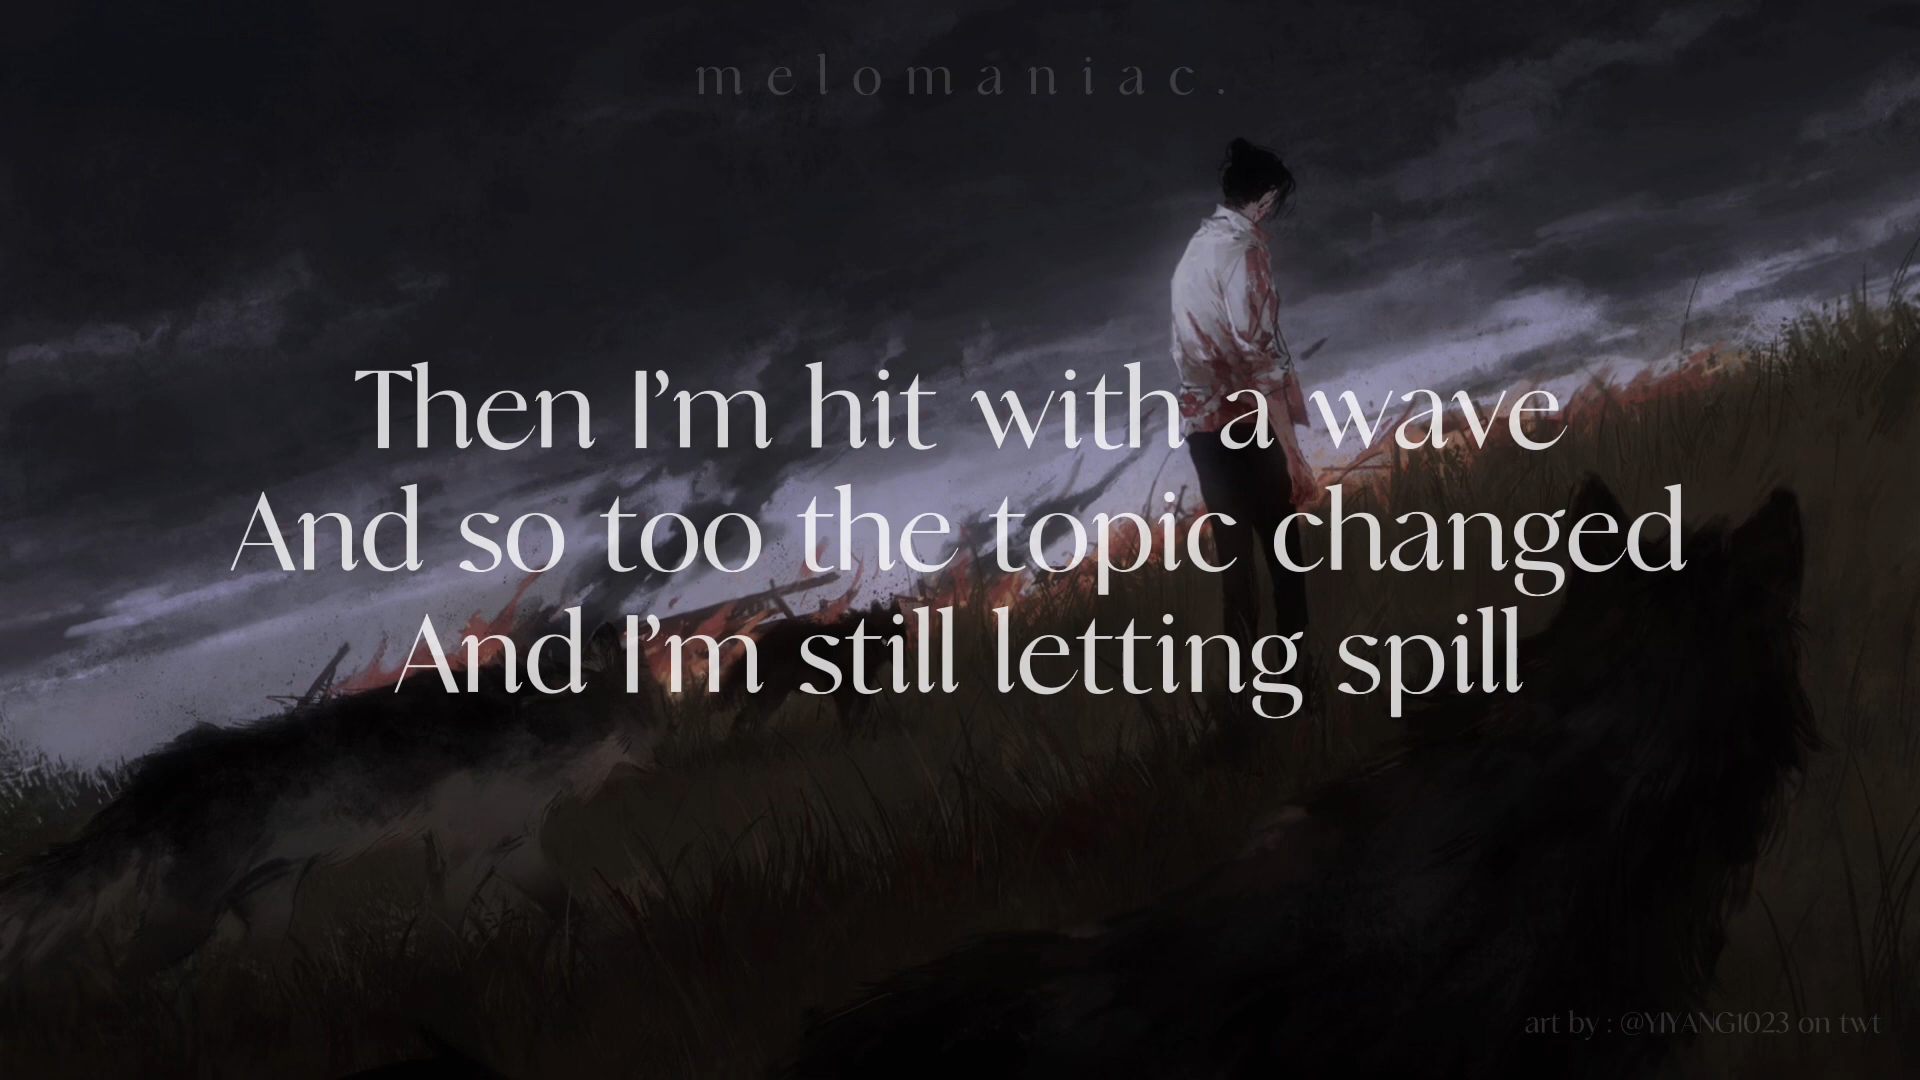 melomaniac.
Then I'm hit with a wave
And so too the topic changed
And I'm still letting spill
art by : @YIYANG1023 on twt